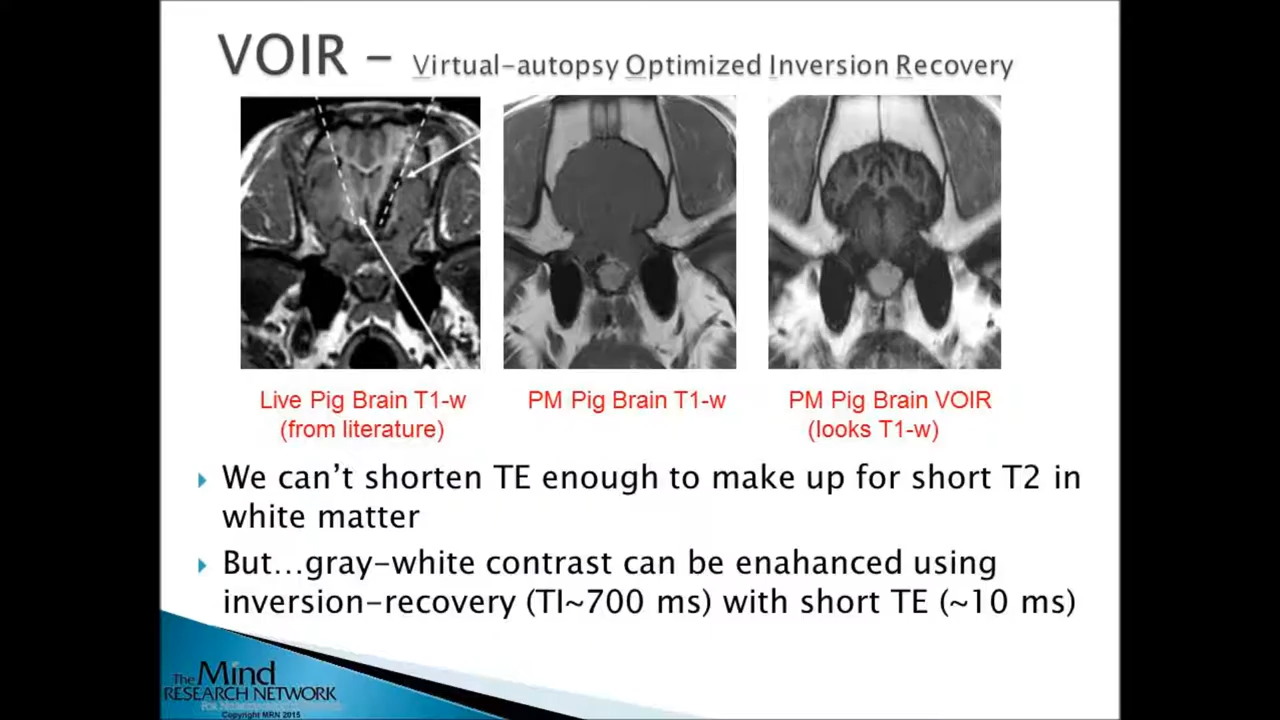 VOIR – Virtual-autopsy Optimized Inversion Recovery
Live Pig Brain T1-w
(from literature)
PM Pig Brain T1-w
PM Pig Brain VOIR
(looks T1-w)
We can't shorten TE enough to make up for short T2 in
white matter
But…gray-white contrast can be enahanced using
inversion-recovery (TI~700 ms) with short TE (~10 ms)
The Mind
RESEARCH NETWORK
Copyright MRN 2015